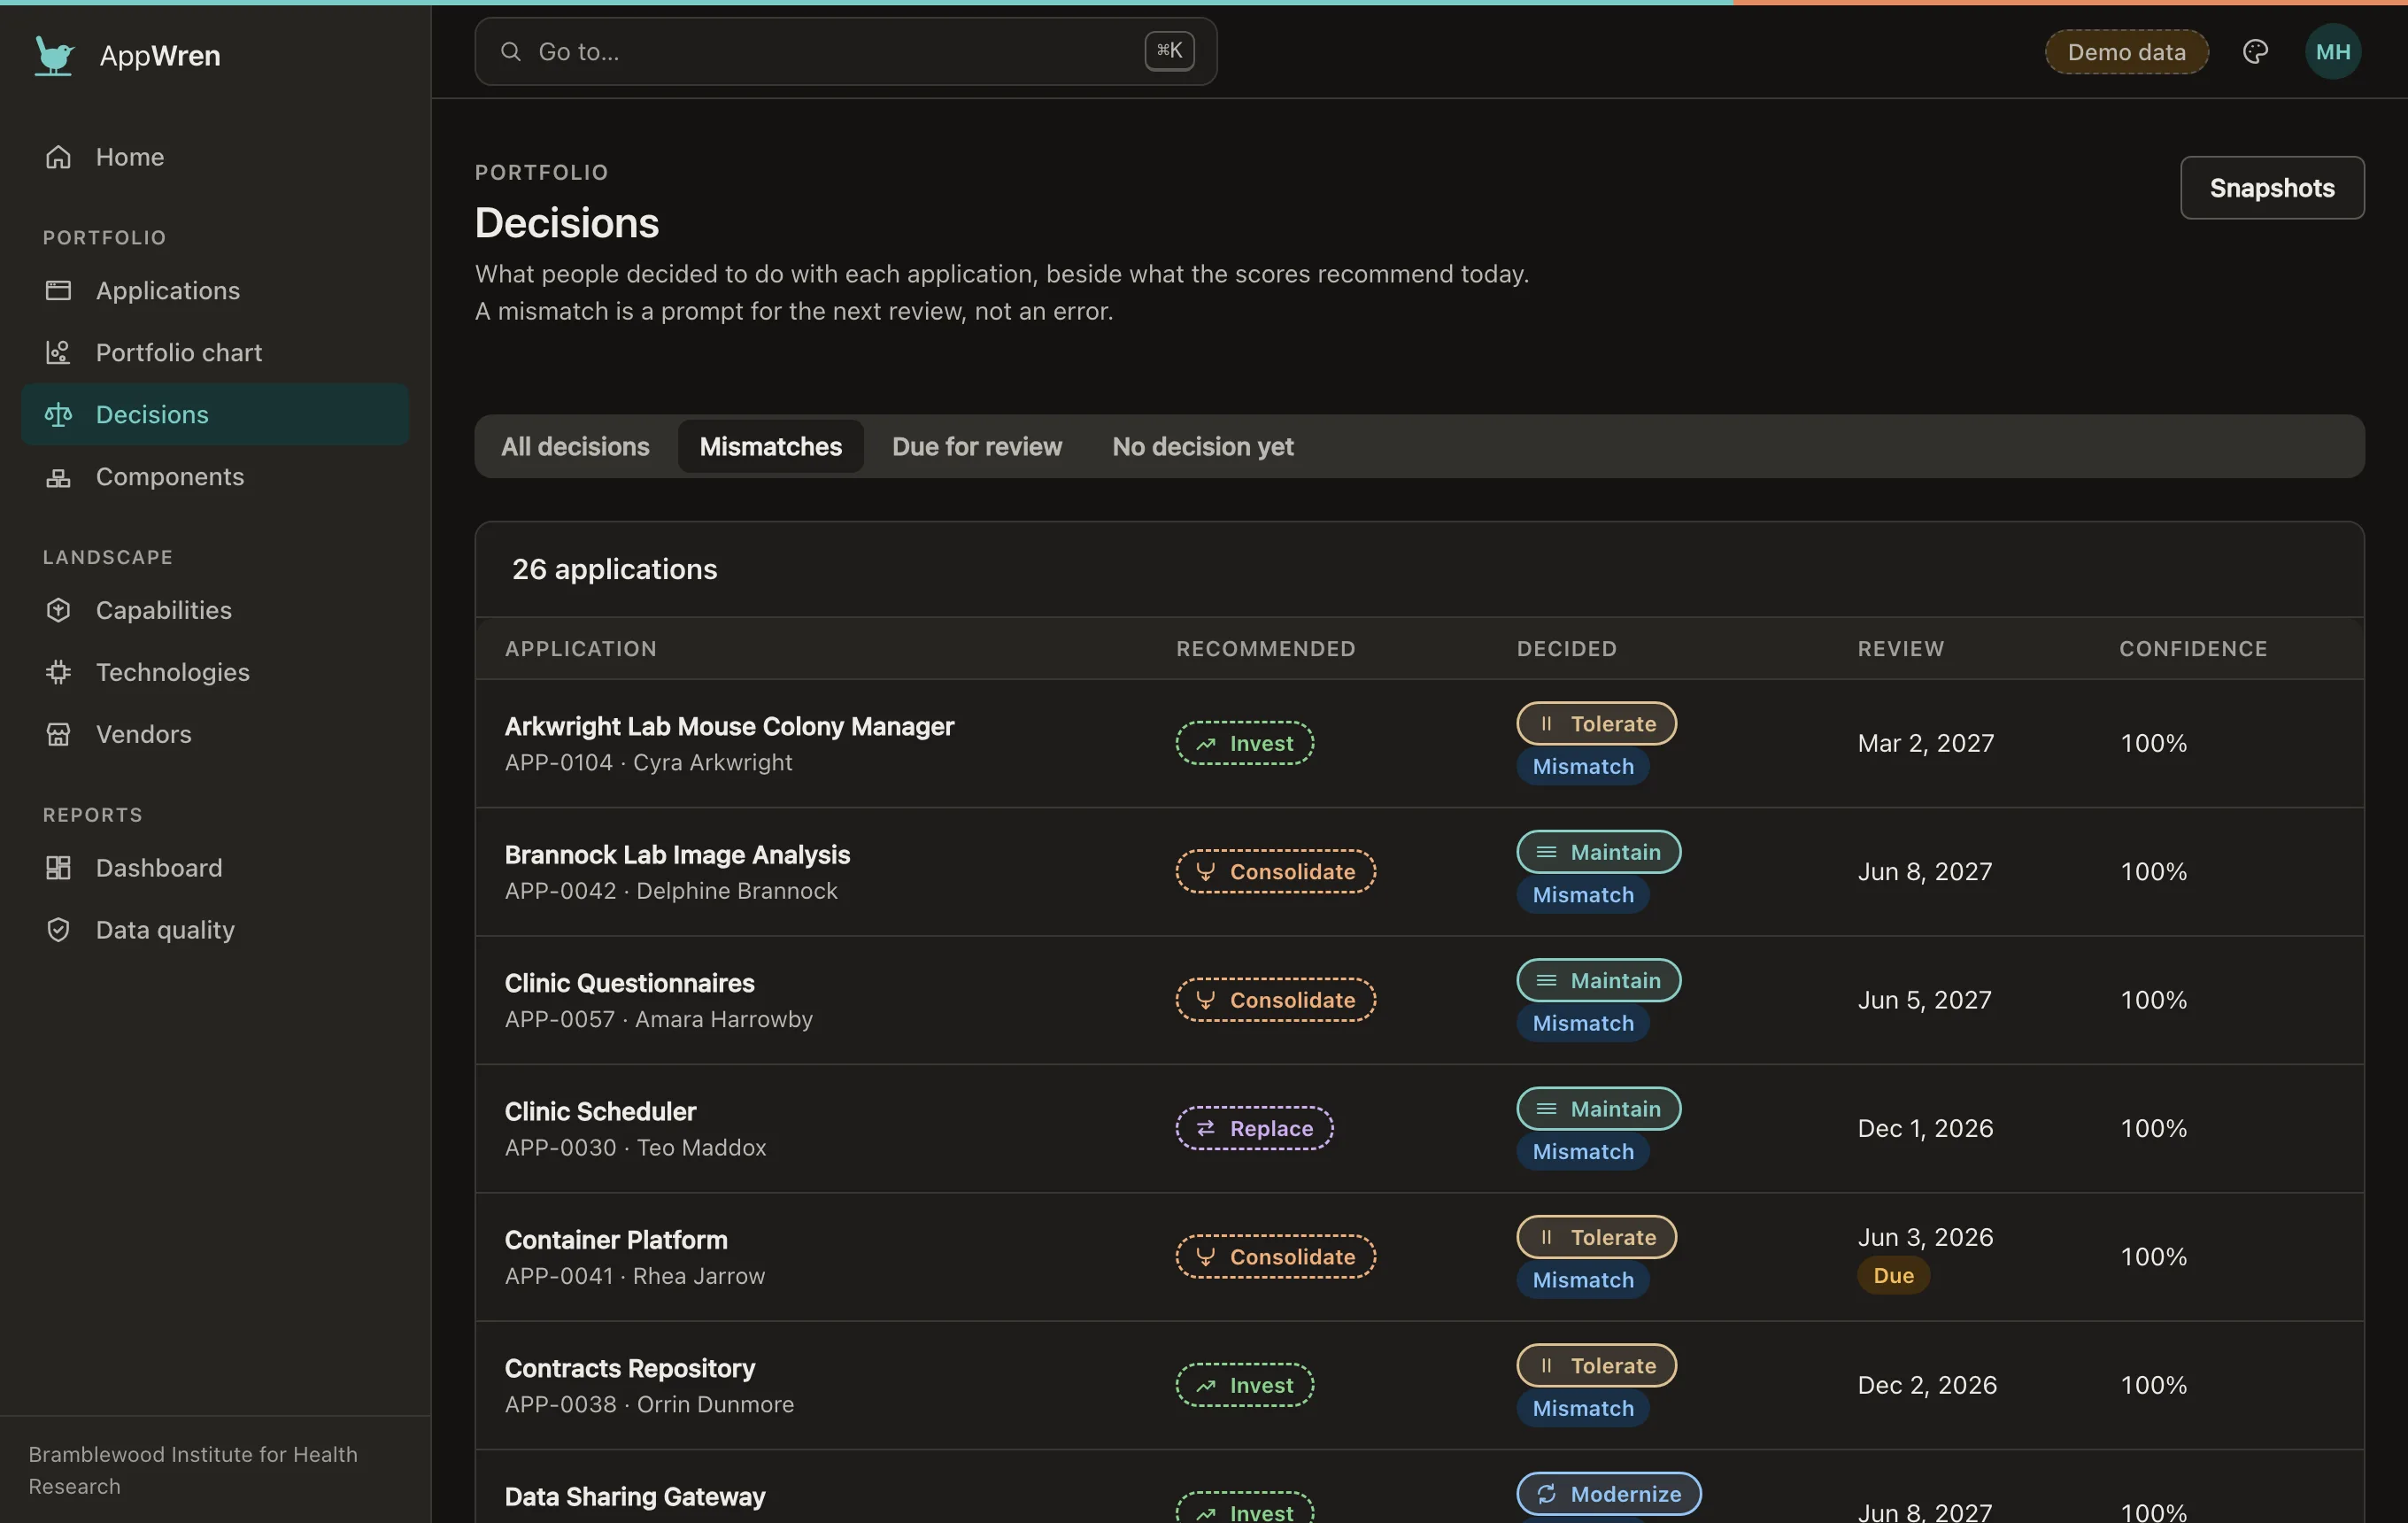 AppWren
Go to...
⌘K
Demo data
MH
Home
PORTFOLIO
Applications
Portfolio chart
Decisions
Components
LANDSCAPE
Capabilities
Technologies
Vendors
REPORTS
Dashboard
Data quality
Bramblewood Institute for Health
Research
PORTFOLIO
Decisions
What people decided to do with each application, beside what the scores recommend today.
A mismatch is a prompt for the next review, not an error.
Snapshots
All decisions Mismatches Due for review No decision yet
26 applications
APPLICATION RECOMMENDED DECIDED REVIEW CONFIDENCE
Arkwright Lab Mouse Colony Manager
APP-0104 · Cyra Arkwright
Invest
Tolerate
Mismatch
Mar 2, 2027
100%
Brannock Lab Image Analysis
APP-0042 · Delphine Brannock
Consolidate
Maintain
Mismatch
Jun 8, 2027
100%
Clinic Questionnaires
APP-0057 · Amara Harrowby
Consolidate
Maintain
Mismatch
Jun 5, 2027
100%
Clinic Scheduler
APP-0030 · Teo Maddox
Replace
Maintain
Mismatch
Dec 1, 2026
100%
Container Platform
APP-0041 · Rhea Jarrow
Consolidate
Tolerate
Mismatch
Jun 3, 2026
Due
100%
Contracts Repository
APP-0038 · Orrin Dunmore
Invest
Tolerate
Mismatch
Dec 2, 2026
100%
Data Sharing Gateway
Invest
Modernize
Jun 8, 2027
100%